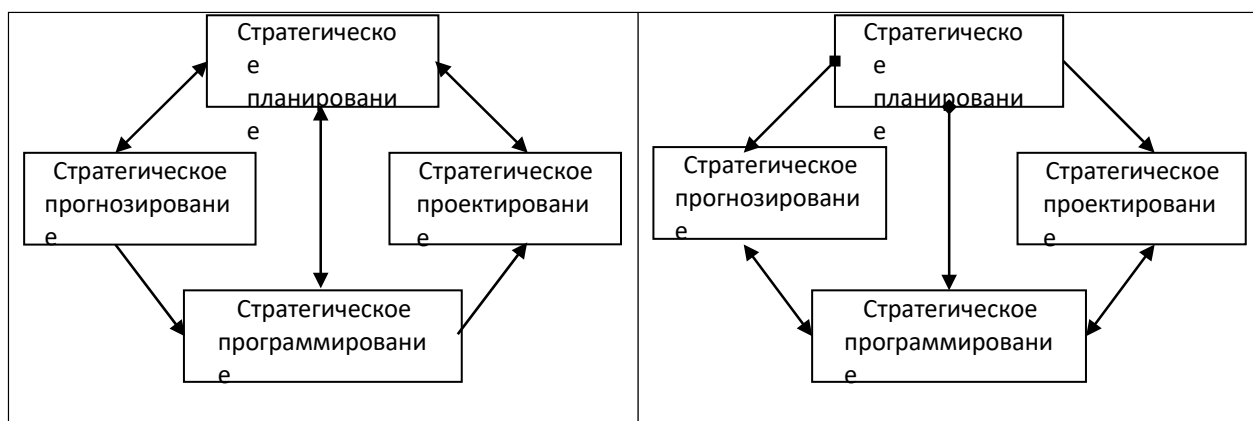 Стратегическо
е
планировани
е
Стратегическое
прогнозировани
е
Стратегическое
проектировани
е
Стратегическое
программировани
е
Стратегическо
е
планировани
е
Стратегическое
прогнозировани
е
Стратегическое
проектировани
е
Стратегическое
программировани
е